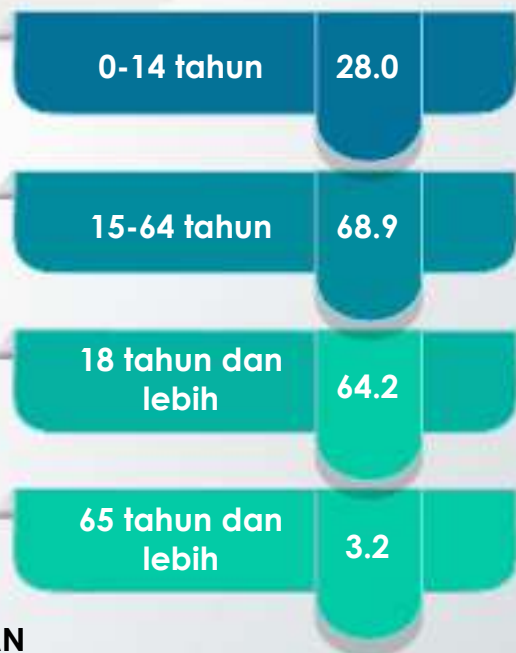 0-14 tahun 28.0
15-64 tahun 68.9
18 tahun dan
lebih 64.2
65 tahun dan
lebih 3.2
AN